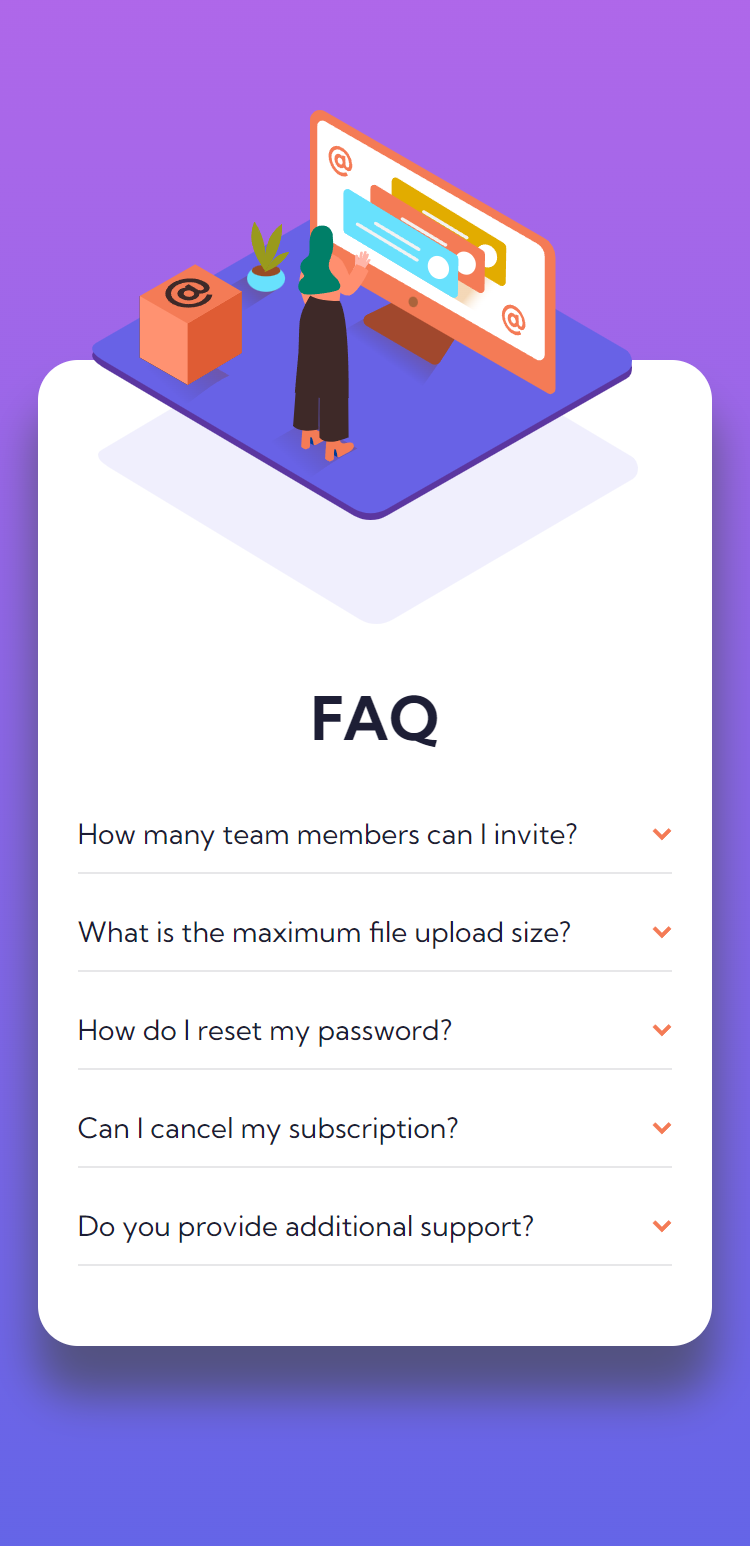 @
@
@
FAQ
How many team members can I invite?
What is the maximum file upload size?
How do I reset my password?
Can I cancel my subscription?
Do you provide additional support?